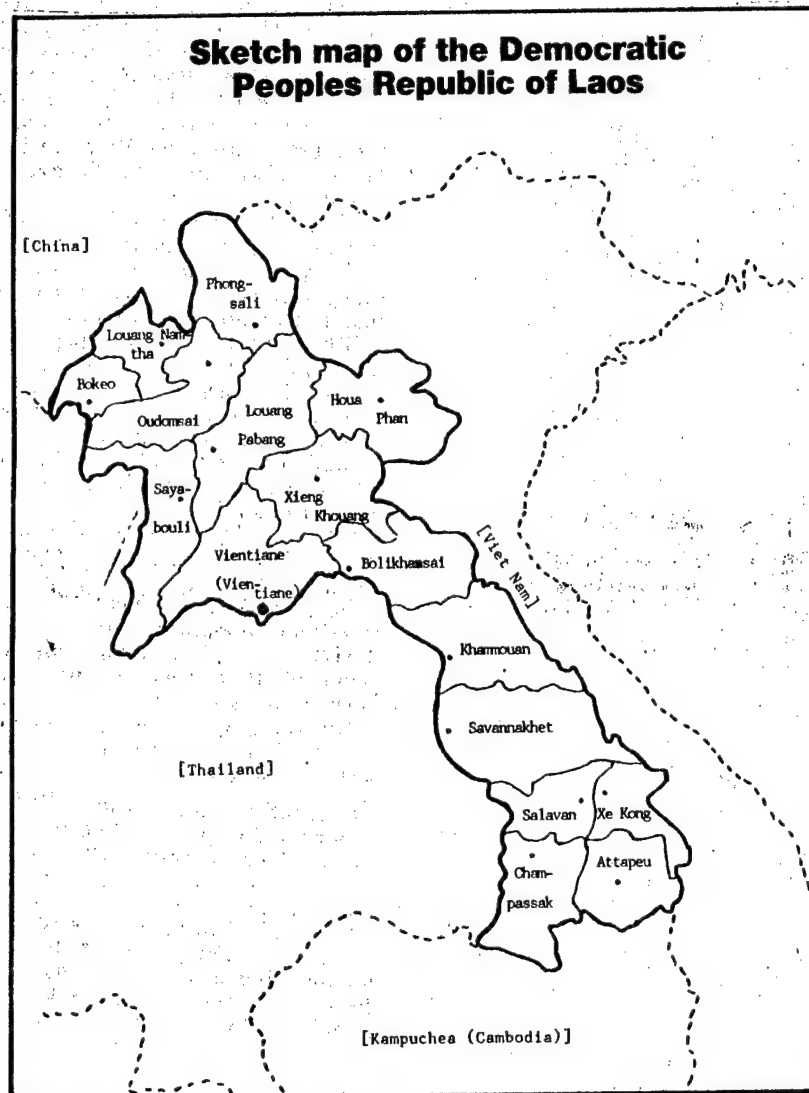 Sketch map of the Democratic
Peoples Republic of Laos
[China]
Phong-
sali
Louang Nam
tha
Bokeo
Oudomsai
Louang
Pabang
Houa
Phan
Saya-
bouli
Xieng
Khouang
Vientiane
(Vien-
tiane)
Bolikhamsai
[Viet Nam]
Khammouan
Savannakhet
[Thailand]
Salavan
Xe Kong
Cham-
passak
Attapeu
[Kampuchea (Cambodia)]